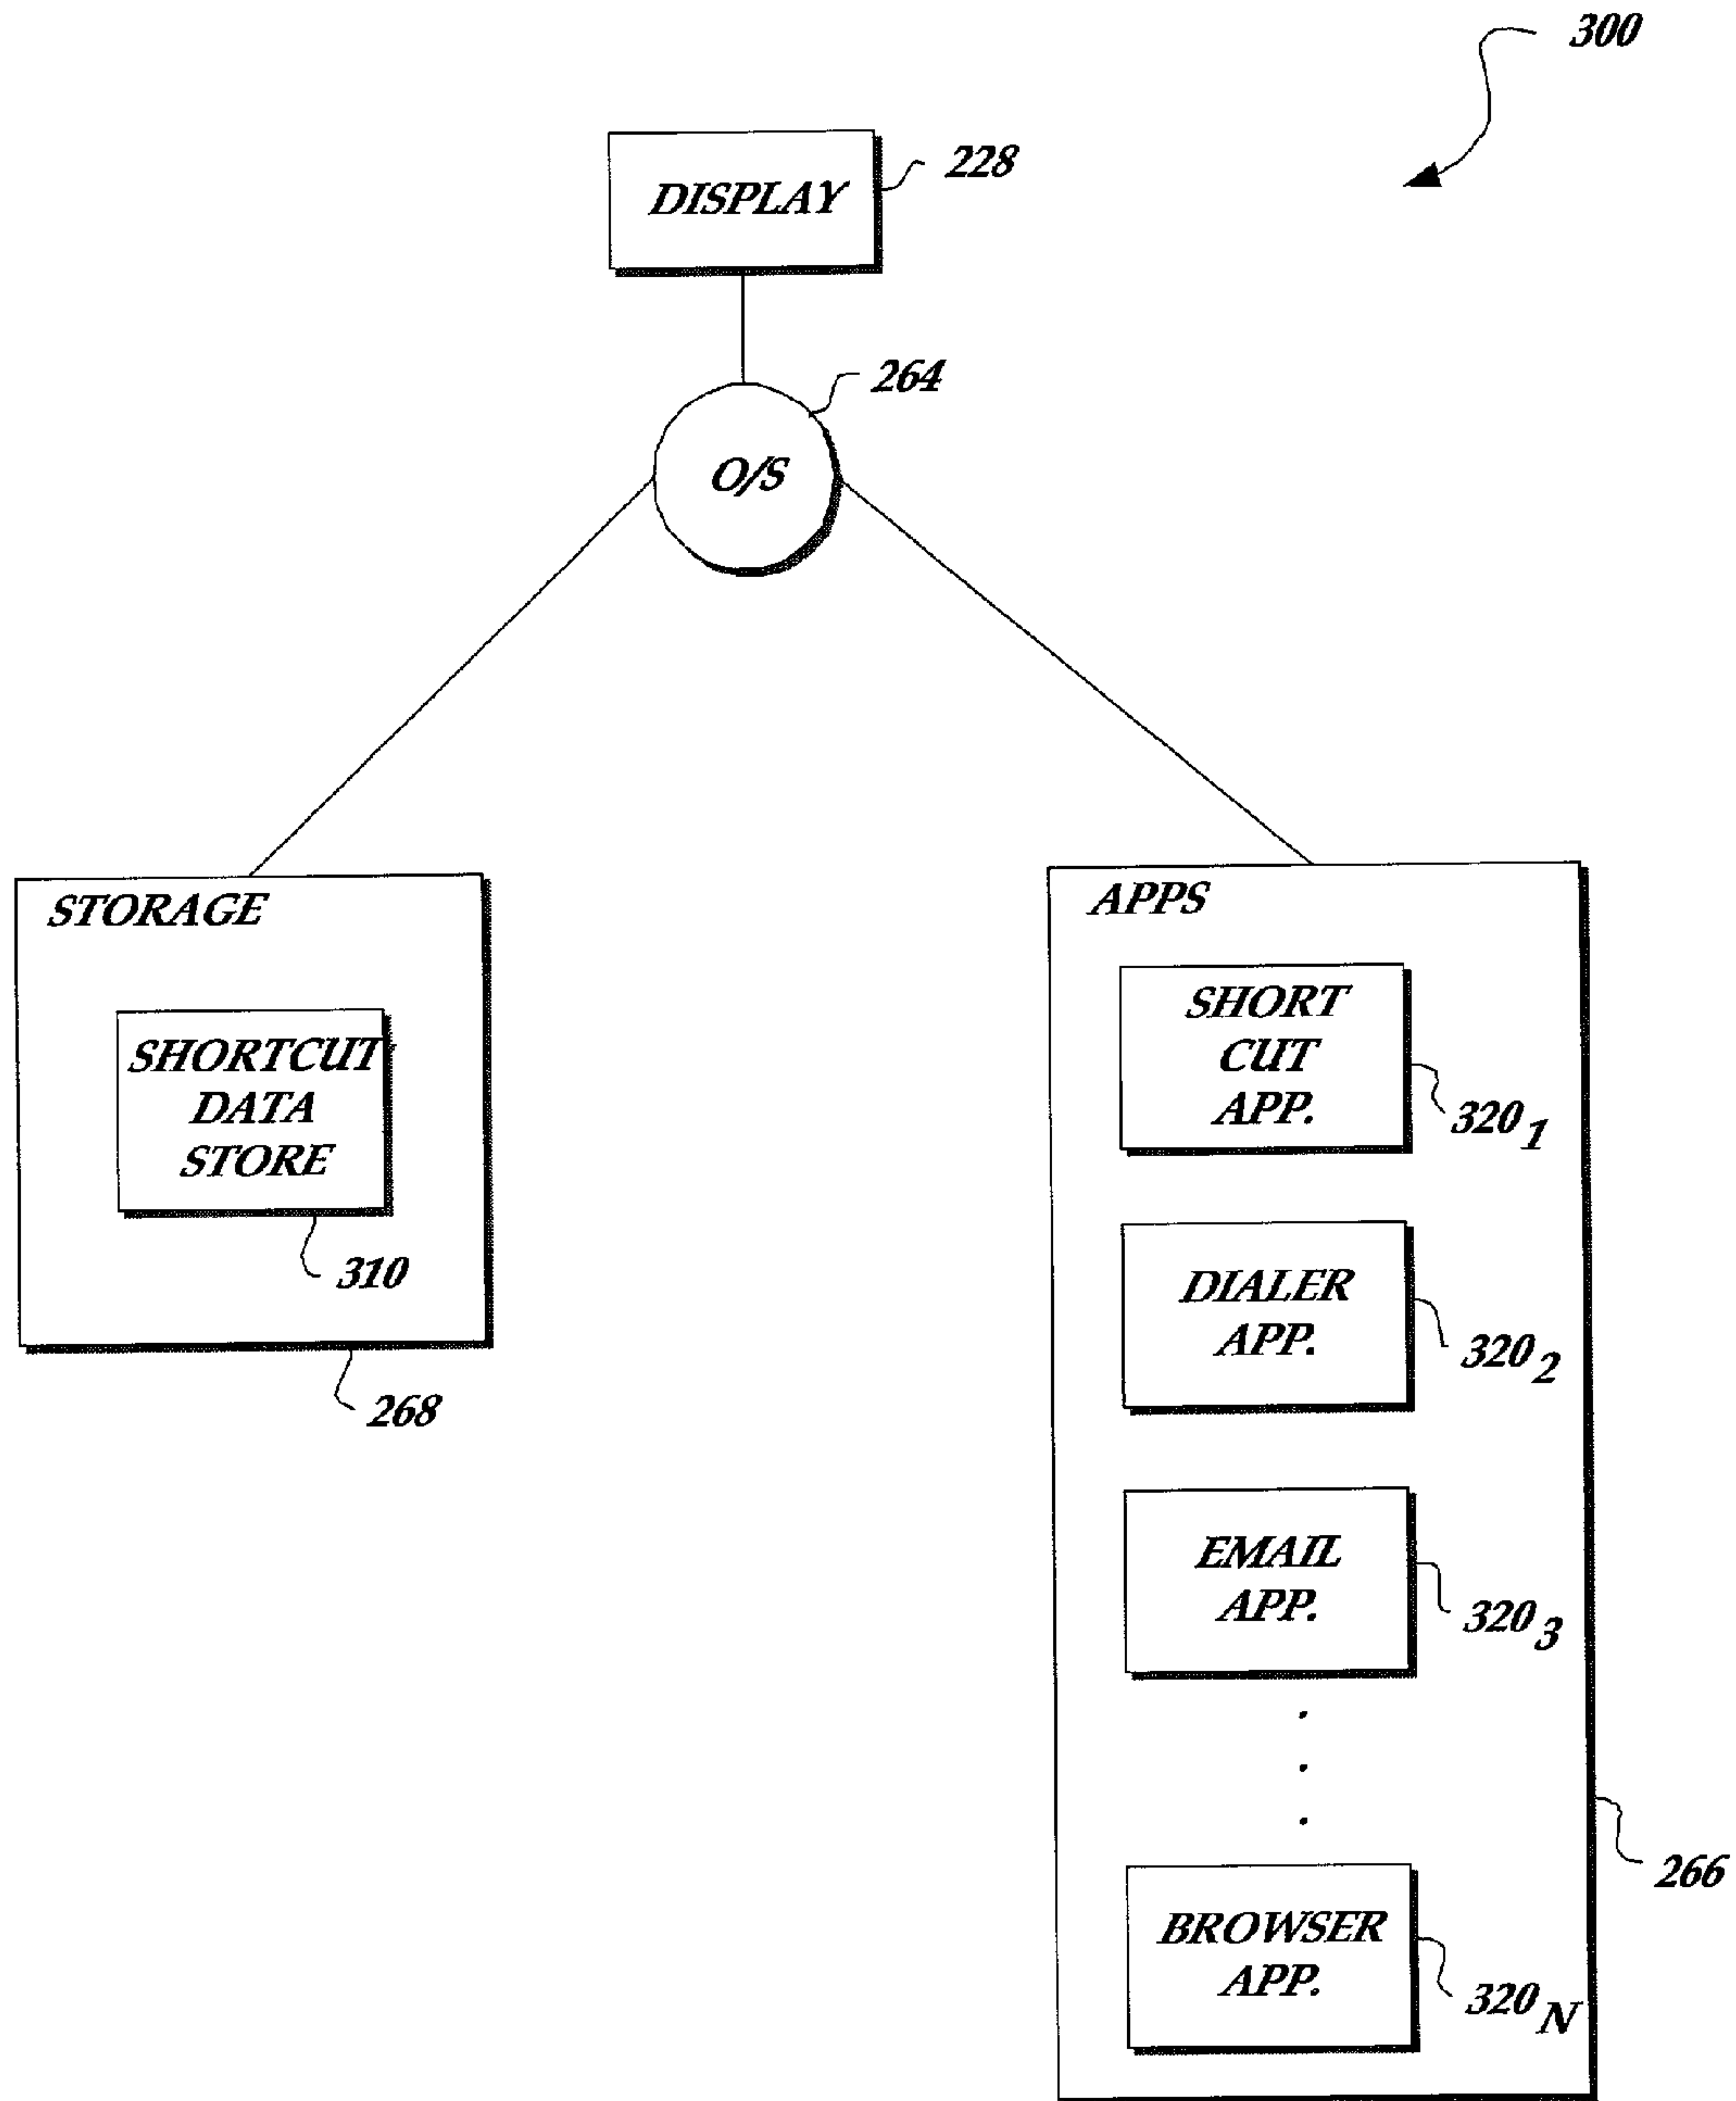 300
DISPLAY
228
264
O/S
STORAGE
SHORTCUT
DATA
STORE
310
268
APPS
SHORT
CUT
APP.
320 1
DIALER
APP.
320 2
EMAIL
APP.
320 3
.
.
.
266
BROWSER
APP.
320 N